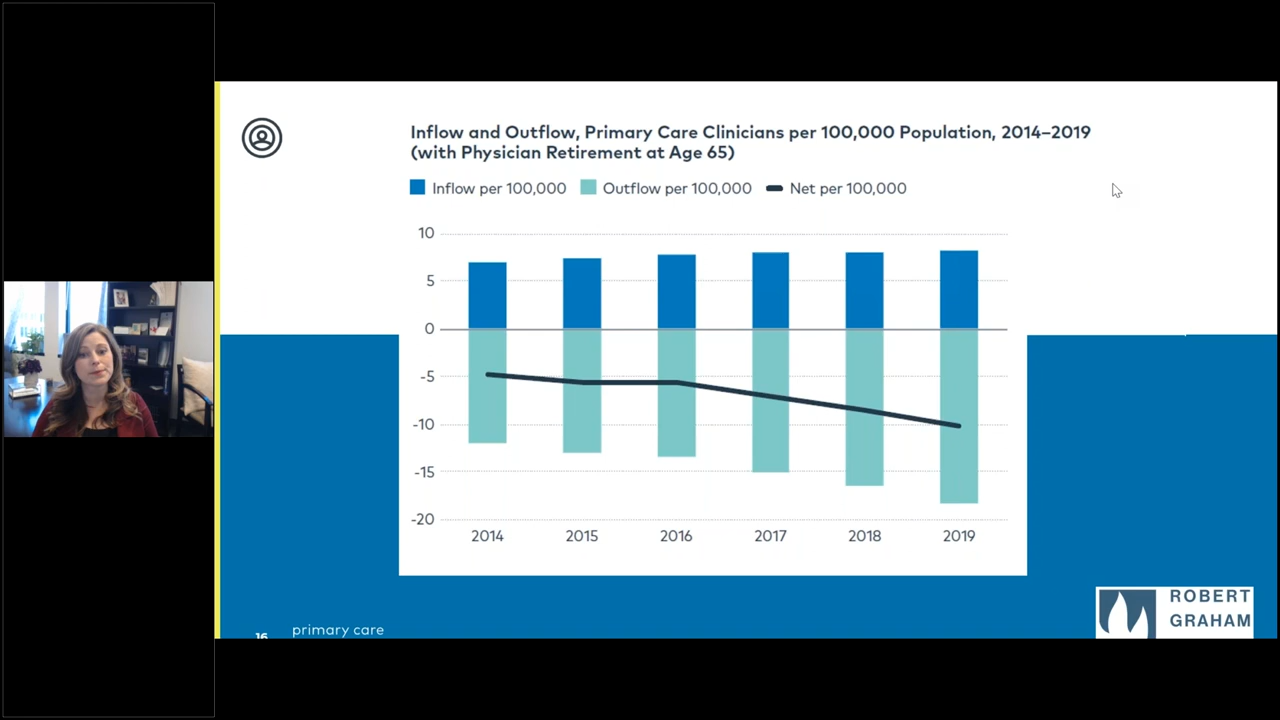 Inflow and Outflow, Primary Care Clinicians per 100,000 Population, 2014–2019
(with Physician Retirement at Age 65)
Inflow per 100,000 Outflow per 100,000 Net per 100,000
10
5
0
-5
-10
-15
-20
2014 2015 2016 2017 2018 2019
16 primary care
ROBERT
GRAHAM